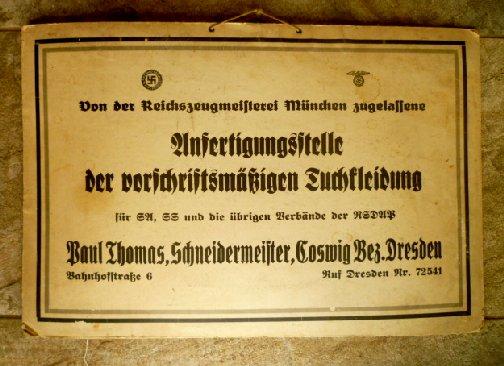 Von der Reichszeugmeisterei München zugelassene
Anfertigungsstelle
der vorschriftsmäßigen Tuchkleidung
für SA, SS und die übrigen Verbände der NSDAP
Paul Thomas, Schneidermeister, Coswig Bez. Dresden
Bahnhofstraße 6 Ruf Dresden Nr. 72541